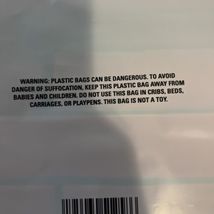 WARNING: PLASTIC BAGS CAN BE DANGEROUS. TO AVOID
DANGER OF SUFFOCATION, KEEP THIS PLASTIC BAG AWAY FROM
BABIES AND CHILDREN. DO NOT USE THIS BAG IN CRIBS, BEDS,
CARRIAGES, OR PLAYPENS. THIS BAG IS NOT A TOY.